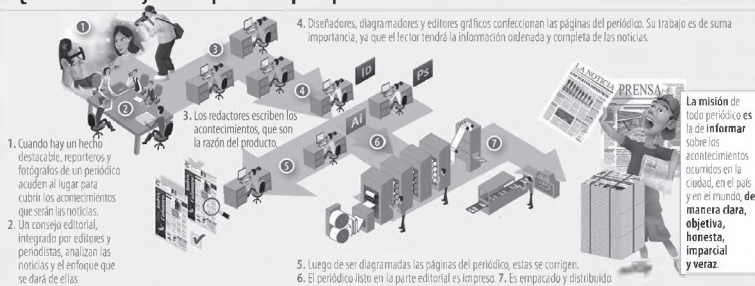 4. Diseñadores, diagramadores y editores gráficos confeccionan las páginas del periódico. Su trabajo es de suma
importancia, ya que el lector tendrá la información ordenada y completa de las noticias.
1
2
3
3. Los redactores escriben los
acontecimientos, que son
la razón del producto.
4
ID
Ps
Ai
5
6
7
1. Cuando hay un hecho
destacable, reporteros y
fotógrafos de un periódico
acuden al lugar para
cubrir los acontecimientos
que serán las noticias.
2. Un consejo editorial,
integrado por editores y
periodistas, analizan las
noticias y el enfoque que
se dará de ellas
5. Luego de ser diagramadas las páginas del periódico, estas se corrigen.
6. El periódico listo en la parte editorial es impreso. 7. Es empacado y distribuido.
LA NOTICIA
PRENSA
La misión de
todo periódico es
la de informar
sobre los
acontecimientos
ocurridos en la
ciudad, en el país
y en el mundo, de
manera clara,
objetiva,
honesta,
imparcial
y veraz.